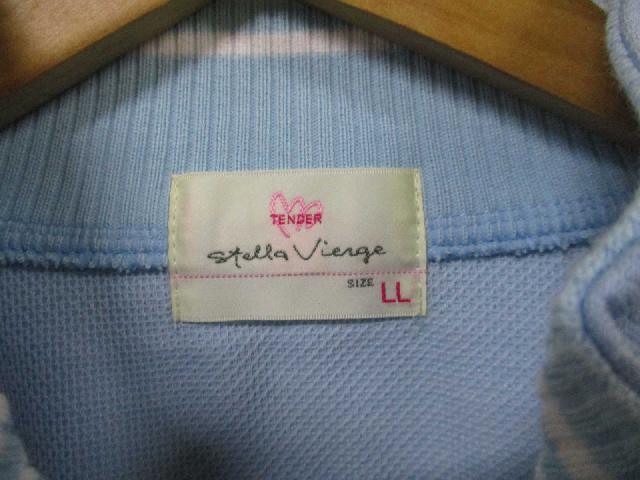 TENDER
Stella Vierge
SIZE LL